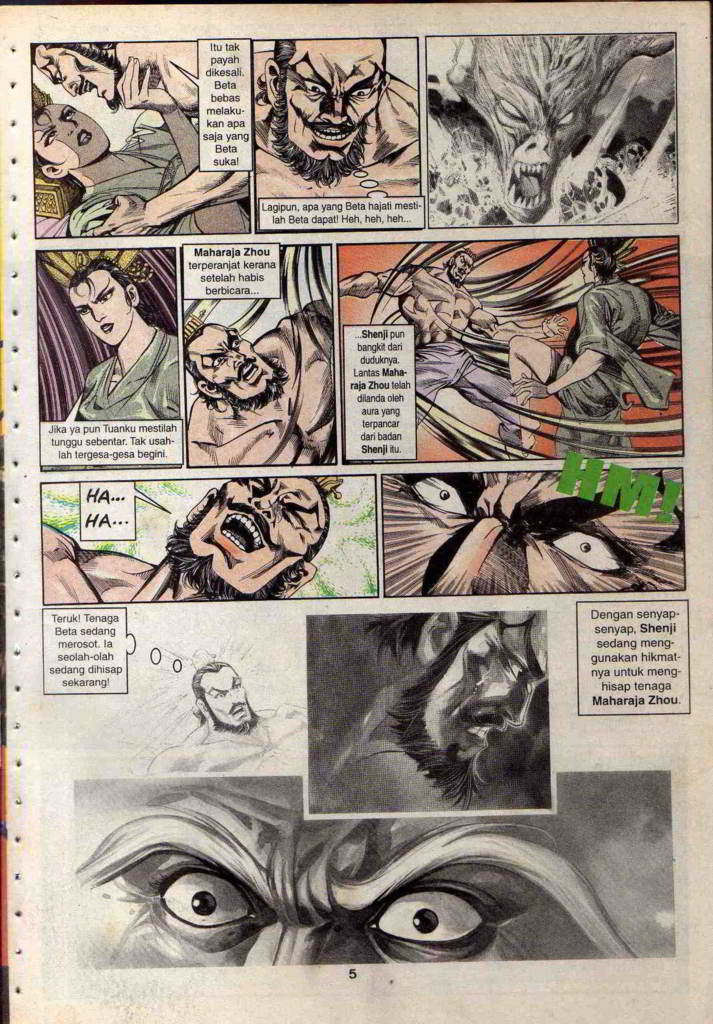 Itu tak
payah
dikesali.
Beta
bebas
melaku-
kan apa
saja yang
Beta
suka!
Lagipun, apa yang Beta hajati mesti-
lah Beta dapat! Heh, heh, heh...
Jika ya pun Tuanku mestilah
tunggu sebentar. Tak usah-
lah tergesa-gesa begini.
Maharaja Zhou
terperanjat kerana
setelah habis
berbicara...
...Shenji pun
bangkit dari
duduknya.
Lantas Maha-
raja Zhou telah
dilanda oleh
aura yang
terpancar
dari badan
Shenji itu.
HA...
HA...
HM!
Teruk! Tenaga
Beta sedang
merosot. Ia
seolah-olah
sedang dihisap
sekarang!
Dengan senyap-
senyap, Shenji
sedang meng-
gunakan hikmat-
nya untuk meng-
hisap tenaga
Maharaja Zhou.
5